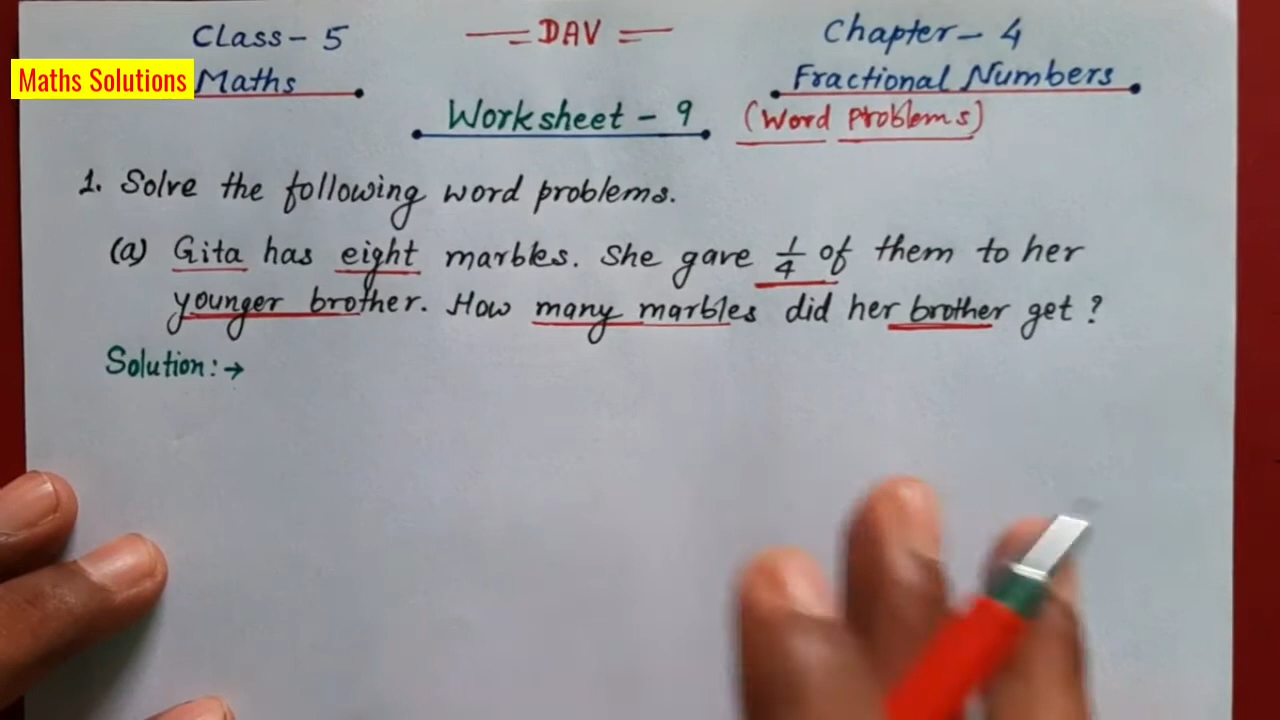 Class - 5 DAV Chapter - 4
Maths Solutions Maths Fractional Numbers
Worksheet - 9 (Word Problems)
1. Solve the following word problems.
(a) Gita has eight marbles. She gave 1/4 of them to her
younger brother. How many marbles did her brother get ?
Solution :→